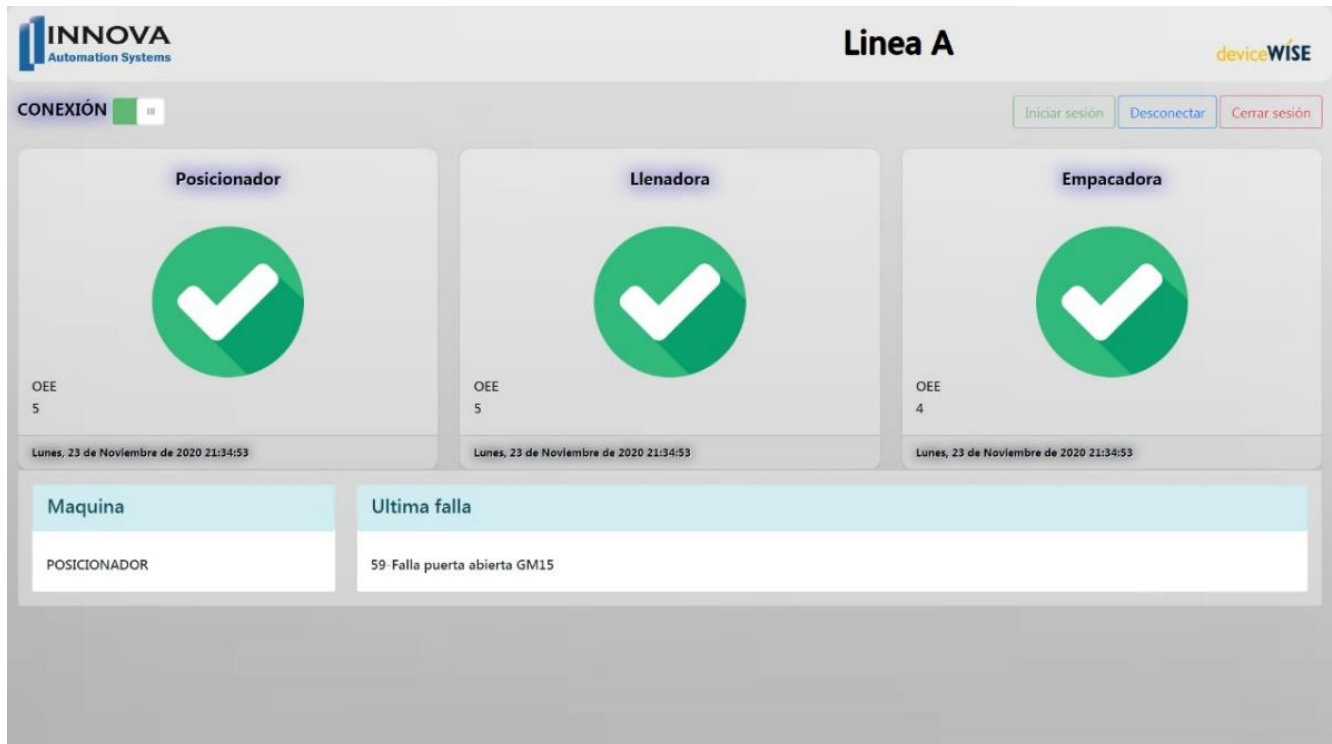 INNOVA
Automation Systems
Linea A
deviceWISE
CONEXIÓN
Iniciar sesión
Desconectar
Cerrar sesión
Posicionador
OEE
5
Lunes, 23 de Noviembre de 2020 21:34:53
Llenadora
OEE
5
Lunes, 23 de Noviembre de 2020 21:34:53
Empacadora
OEE
4
Lunes, 23 de Noviembre de 2020 21:34:53
Maquina
Ultima falla
POSICIONADOR
59-Falla puerta abierta GM15